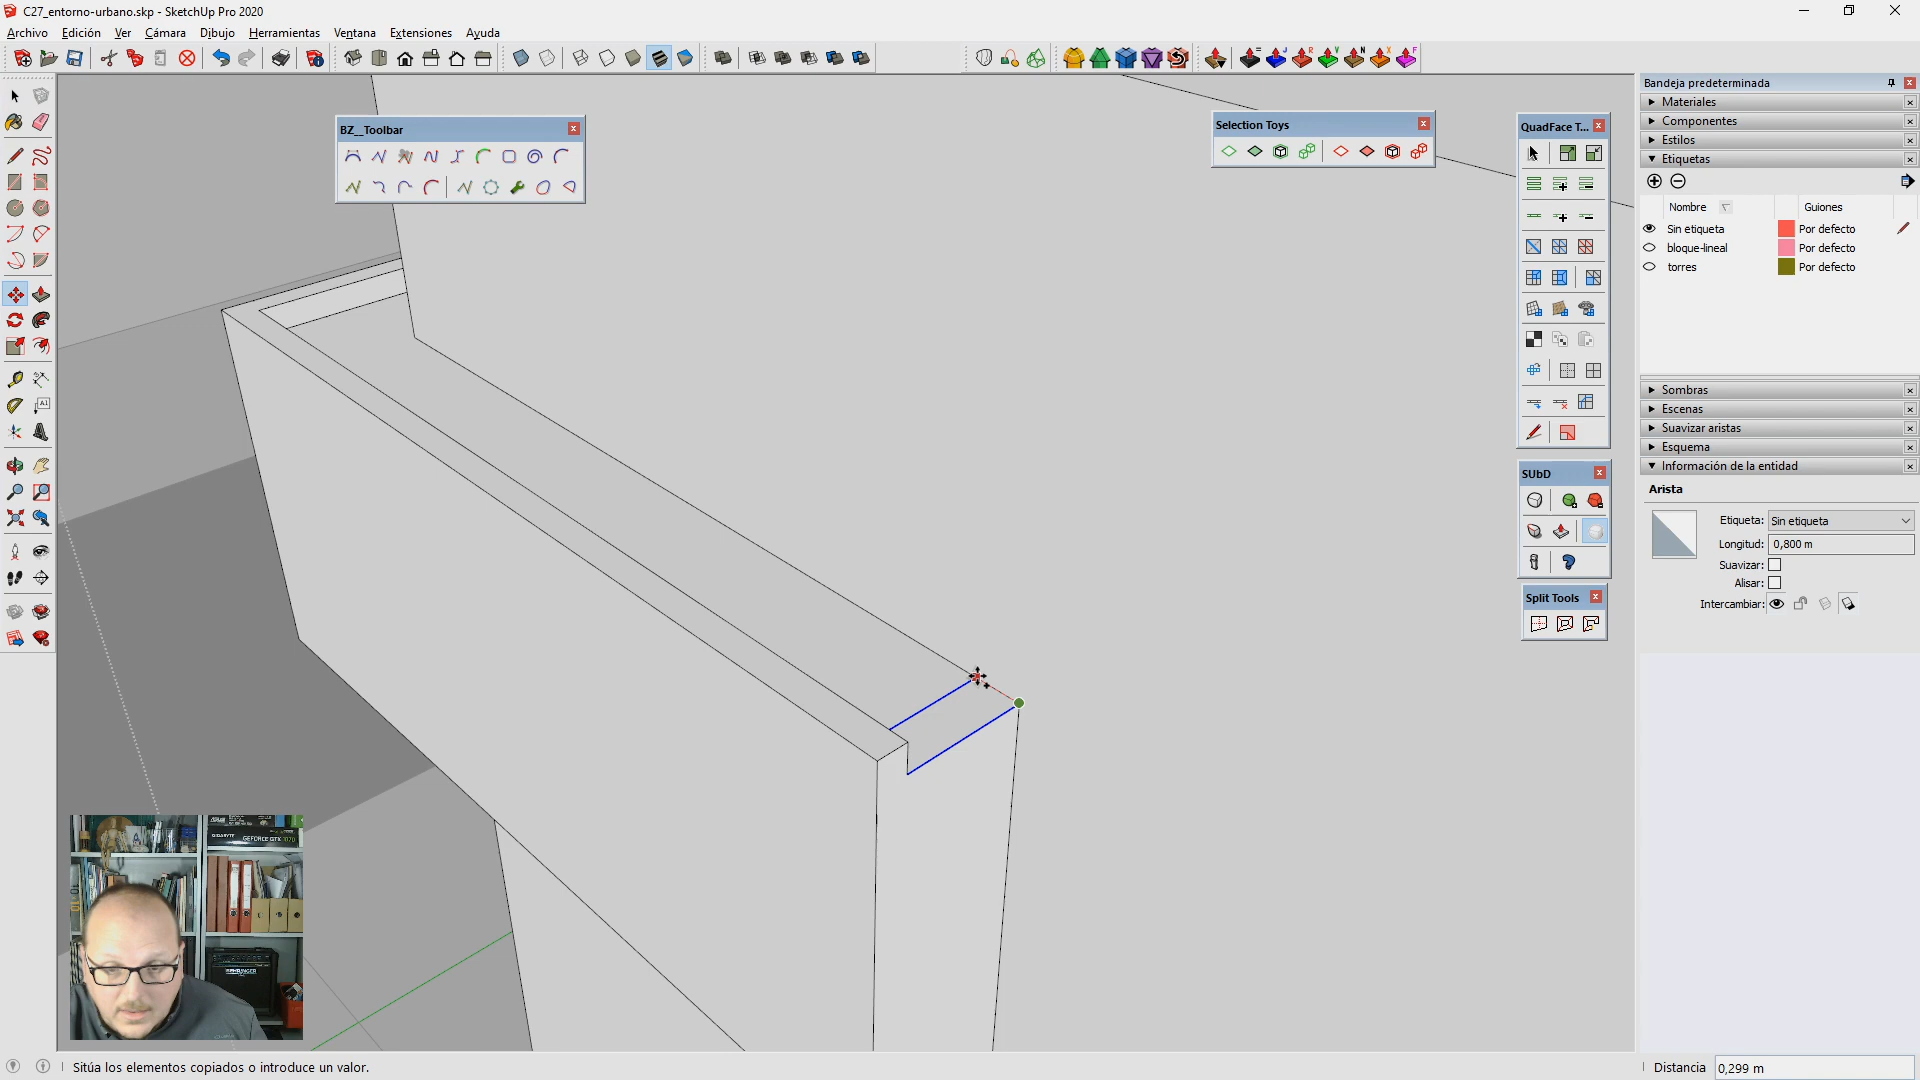 C27_entorno-urbano.skp - SketchUp Pro 2020
Archivo Edición Ver Cámara Dibujo Herramientas Ventana Extensiones Ayuda
BZ__Toolbar
Selection Toys
QuadFace T...
SUbD
Split Tools
Bandeja predeterminada
Materiales
Componentes
Estilos
Etiquetas
Nombre Guiones
Sin etiqueta Por defecto
bloque-lineal Por defecto
torres Por defecto
Sombras
Escenas
Suavizar aristas
Esquema
Información de la entidad
Arista
Etiqueta: Sin etiqueta
Longitud: 0,800 m
Suavizar:
Alisar:
Intercambiar:
GEFORCE GTX
BEHRINGER
Sitúa los elementos copiados o introduce un valor.
Distancia 0,299 m